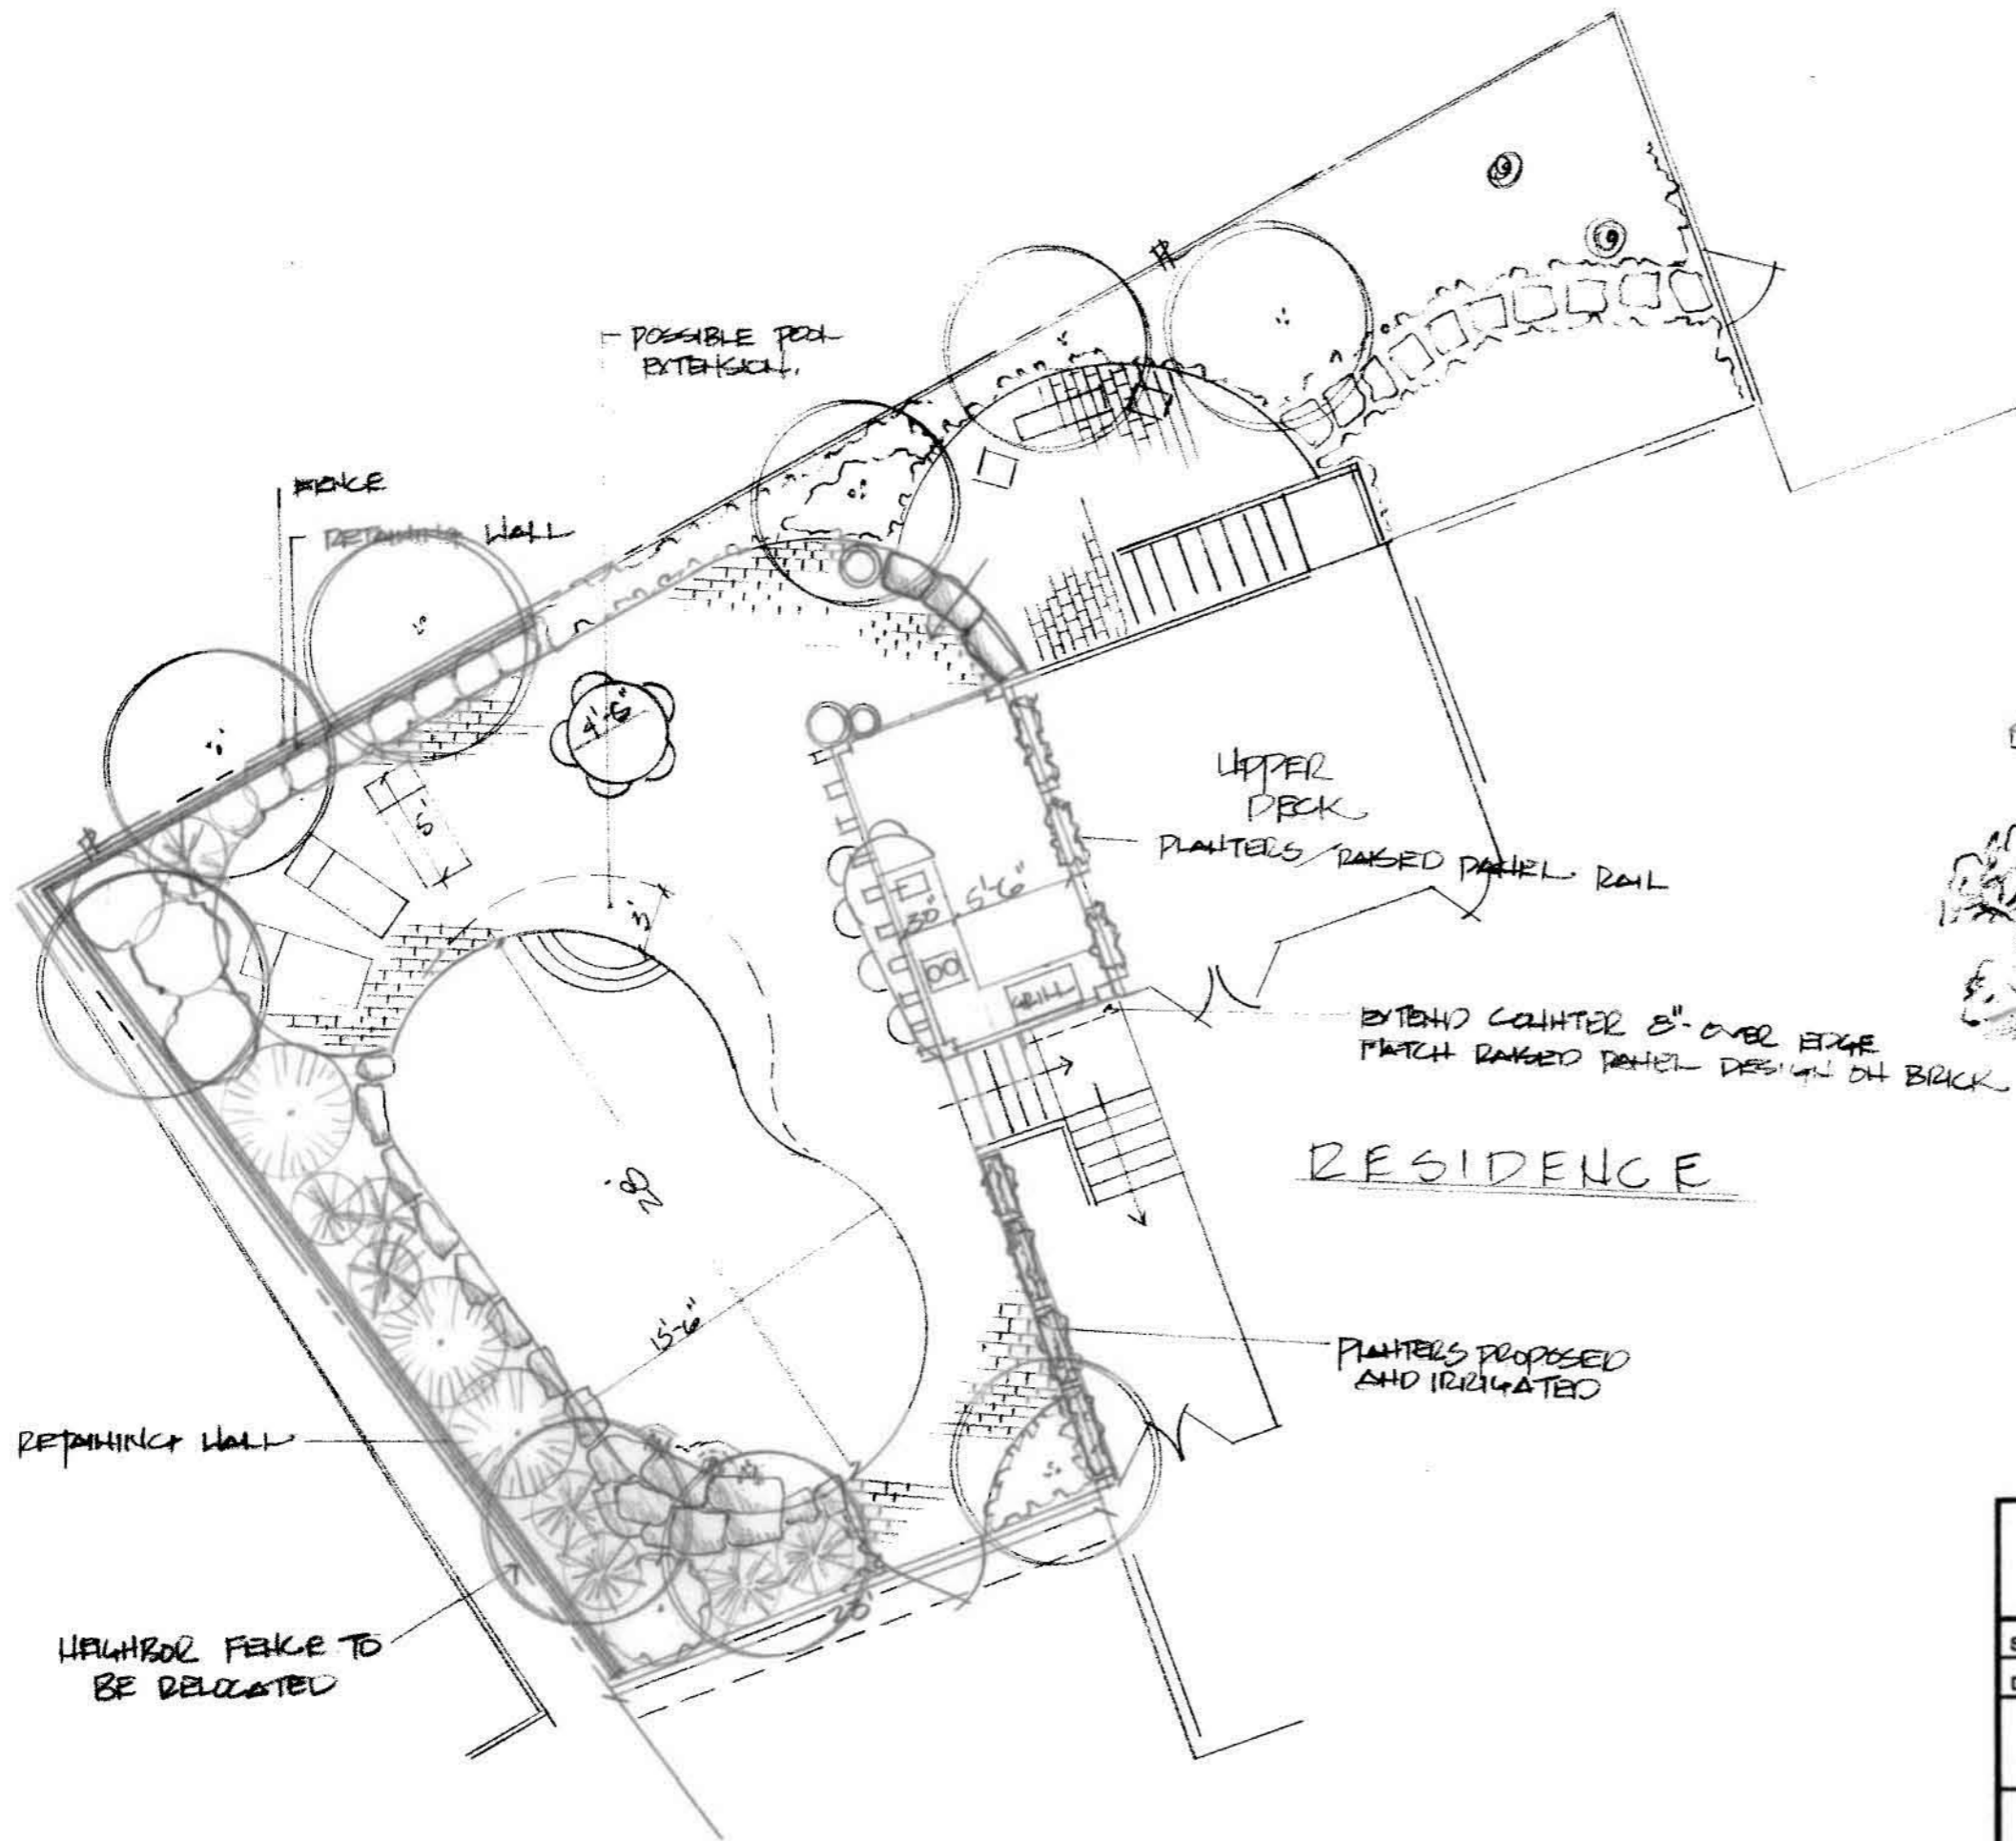 POSSIBLE POOL
EXTENSION.
FENCE
RETAINING WALL
4'-6"
5'
UPPER
DECK
PLANTERS / RAISED PANEL RAIL
3'
30"
5'-6"
GRILL
EXTEND COUNTER 8" OVER EDGE
MATCH RAISED PANEL DESIGN ON BRICK
RESIDENCE
28'
15'-6"
PLANTERS PROPOSED
AND IRRIGATED
RETAINING WALL
NEIGHBOR FENCE TO
BE RELOCATED